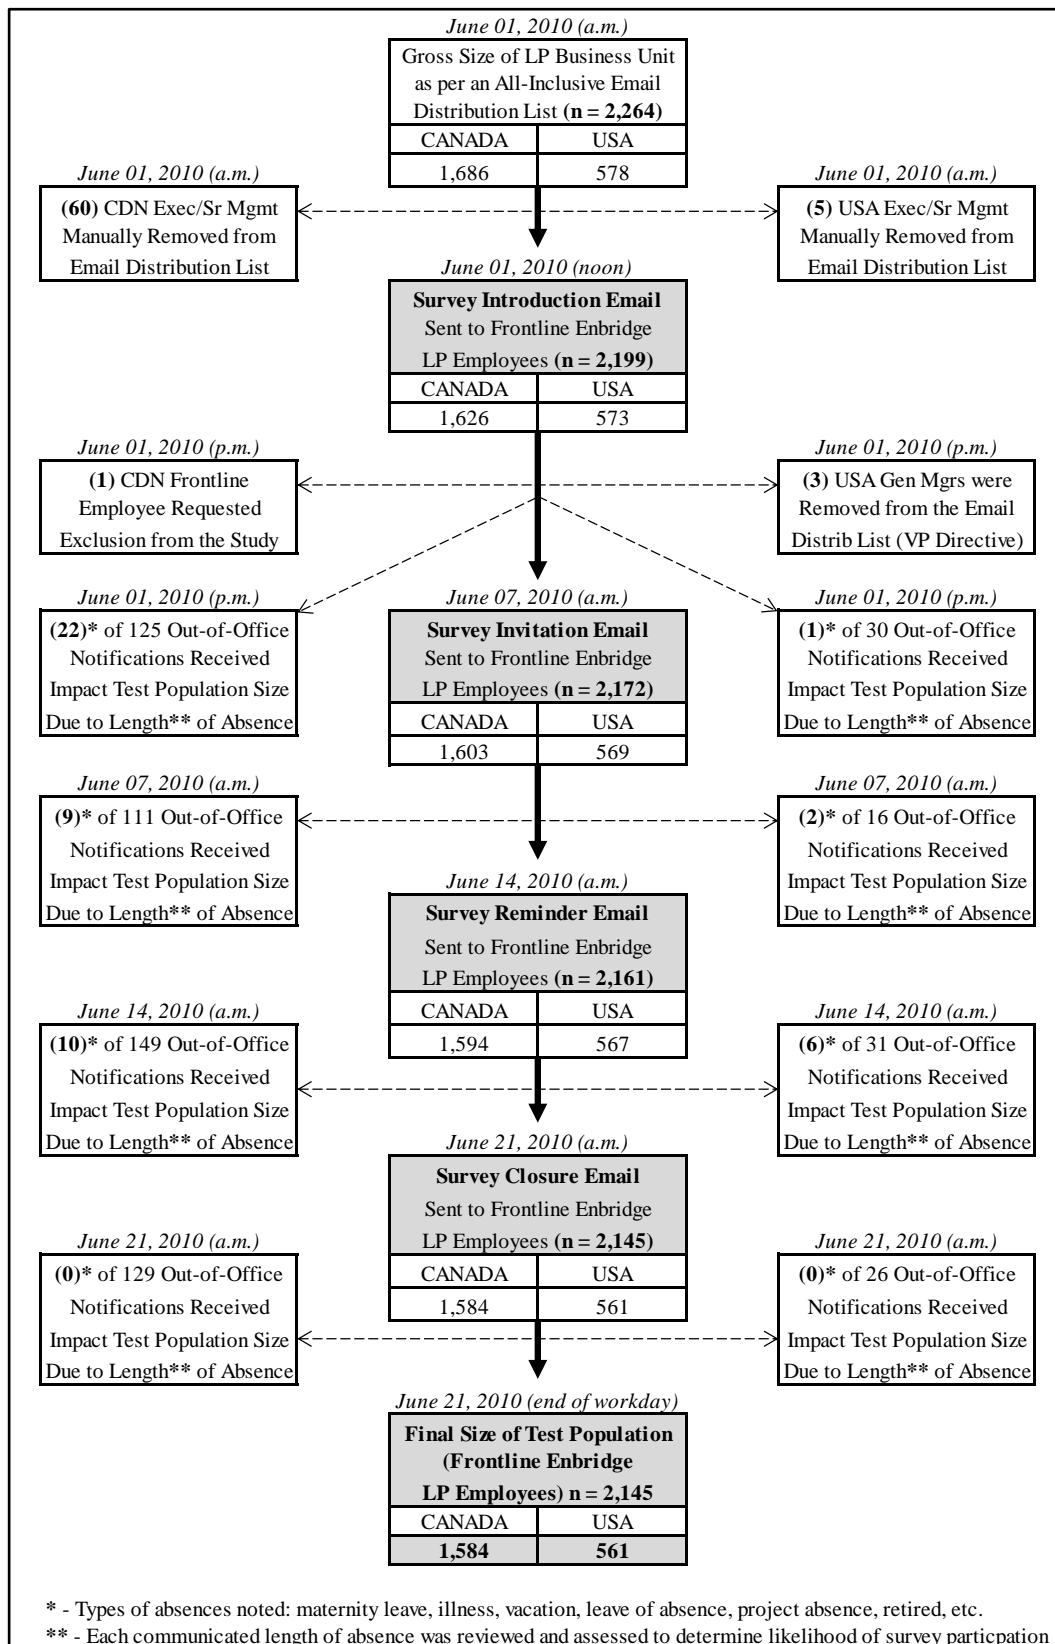 June 01, 2010 (a.m.)
Gross Size of LP Business Unit
as per an All-Inclusive Email
Distribution List (n = 2,264)
CANADA USA
1,686 578
June 01, 2010 (a.m.)
(60) CDN Exec/Sr Mgmt
Manually Removed from
Email Distribution List
June 01, 2010 (a.m.)
(5) USA Exec/Sr Mgmt
Manually Removed from
Email Distribution List
June 01, 2010 (noon)
Survey Introduction Email
Sent to Frontline Enbridge
LP Employees (n = 2,199)
CANADA USA
1,626 573
June 01, 2010 (p.m.)
(1) CDN Frontline
Employee Requested
Exclusion from the Study
June 01, 2010 (p.m.)
(3) USA Gen Mgrs were
Removed from the Email
Distrib List (VP Directive)
June 01, 2010 (p.m.)
(22)* of 125 Out-of-Office
Notifications Received
Impact Test Population Size
Due to Length** of Absence
June 07, 2010 (a.m.)
Survey Invitation Email
Sent to Frontline Enbridge
LP Employees (n = 2,172)
CANADA USA
1,603 569
June 01, 2010 (p.m.)
(1)* of 30 Out-of-Office
Notifications Received
Impact Test Population Size
Due to Length** of Absence
June 07, 2010 (a.m.)
(9)* of 111 Out-of-Office
Notifications Received
Impact Test Population Size
Due to Length** of Absence
June 07, 2010 (a.m.)
(2)* of 16 Out-of-Office
Notifications Received
Impact Test Population Size
Due to Length** of Absence
June 14, 2010 (a.m.)
Survey Reminder Email
Sent to Frontline Enbridge
LP Employees (n = 2,161)
CANADA USA
1,594 567
June 14, 2010 (a.m.)
(10)* of 149 Out-of-Office
Notifications Received
Impact Test Population Size
Due to Length** of Absence
June 14, 2010 (a.m.)
(6)* of 31 Out-of-Office
Notifications Received
Impact Test Population Size
Due to Length** of Absence
June 21, 2010 (a.m.)
Survey Closure Email
Sent to Frontline Enbridge
LP Employees (n = 2,145)
CANADA USA
1,584 561
June 21, 2010 (a.m.)
(0)* of 129 Out-of-Office
Notifications Received
Impact Test Population Size
Due to Length** of Absence
June 21, 2010 (a.m.)
(0)* of 26 Out-of-Office
Notifications Received
Impact Test Population Size
Due to Length** of Absence
June 21, 2010 (end of workday)
Final Size of Test Population
(Frontline Enbridge
LP Employees) n = 2,145
CANADA USA
1,584 561
* - Types of absences noted: maternity leave, illness, vacation, leave of absence, project absence, retired, etc.
** - Each communicated length of absence was reviewed and assessed to determine likelihood of survey particpation